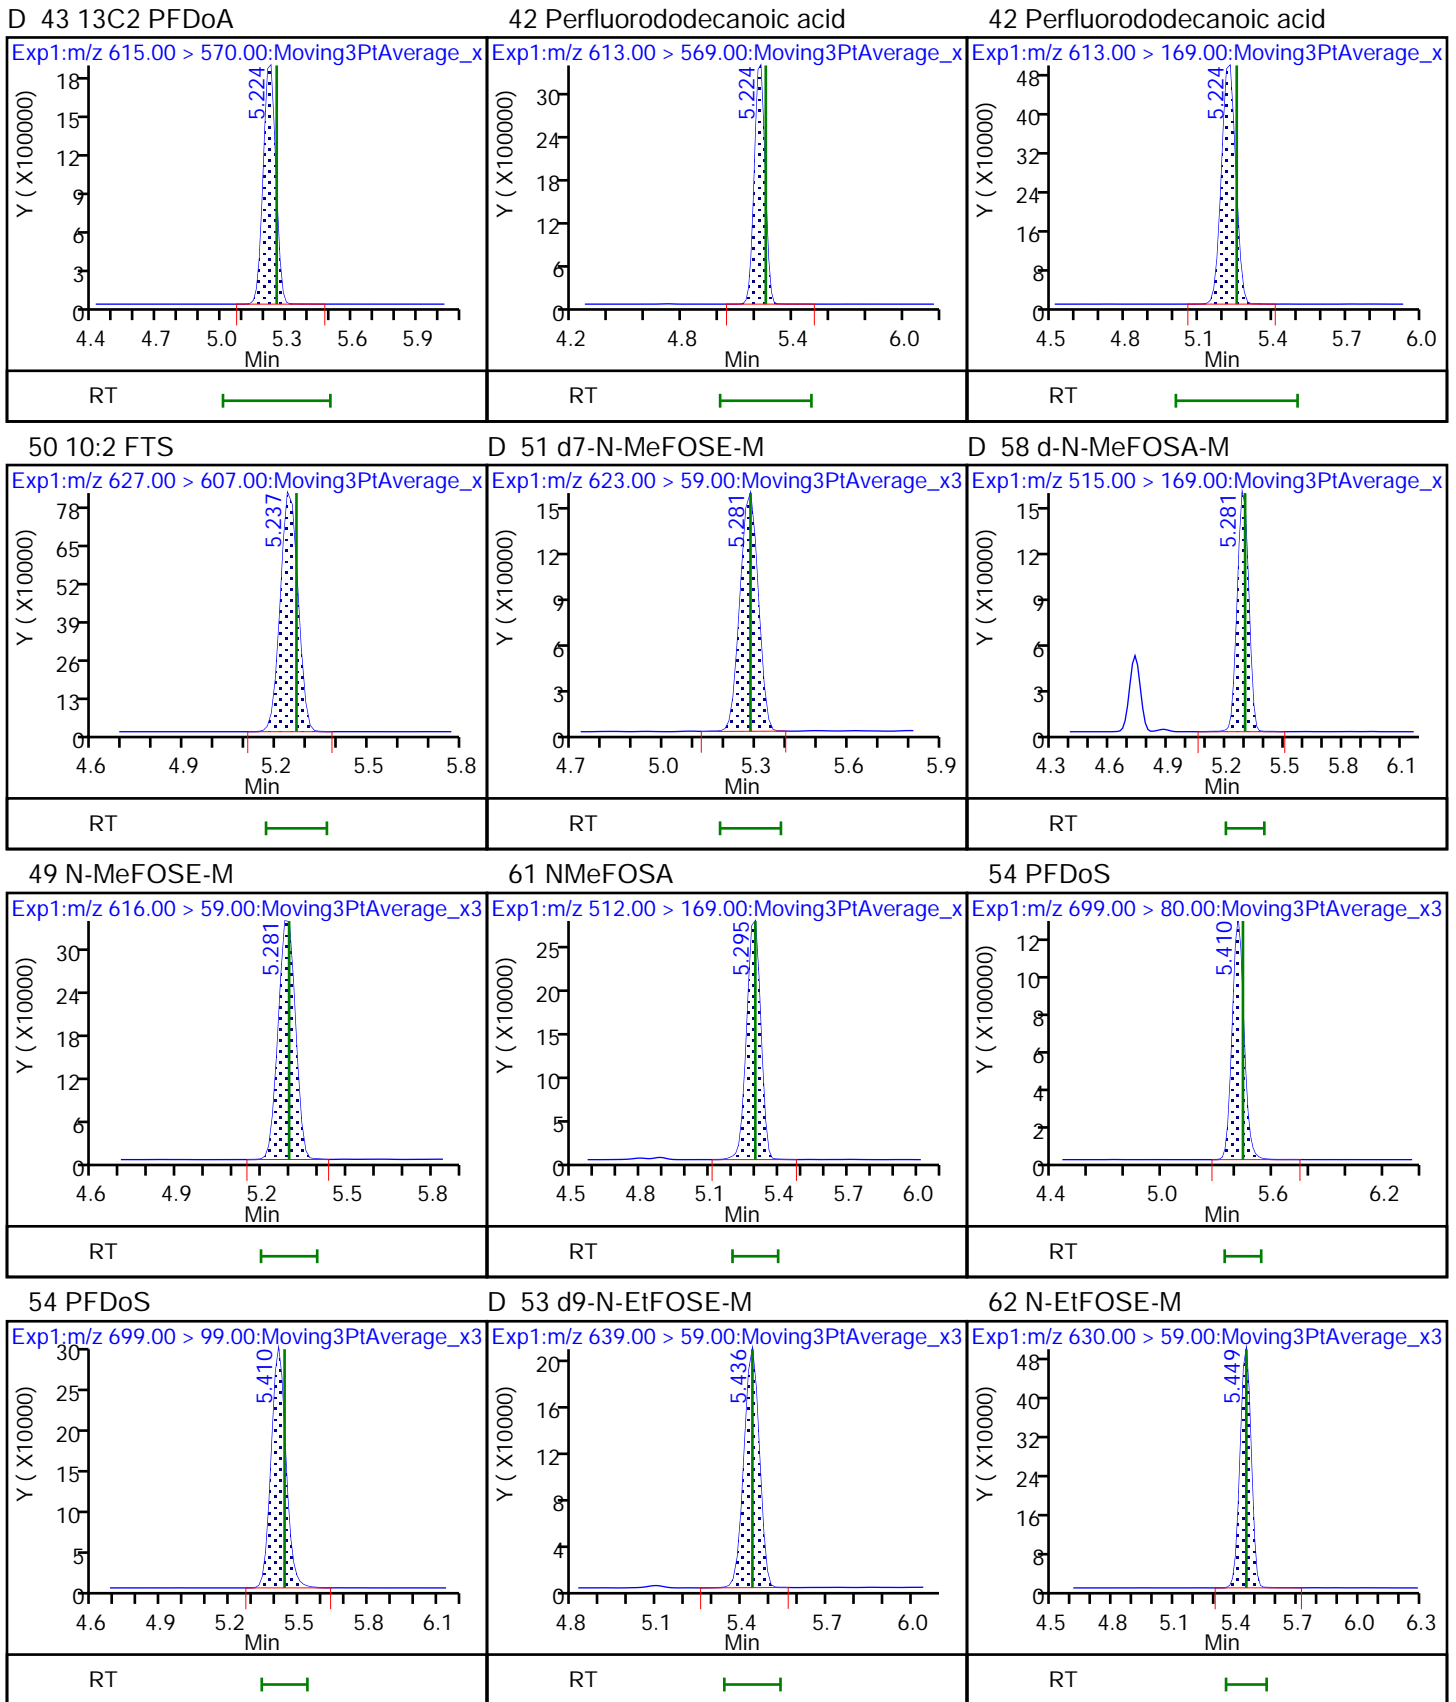 D 43 13C2 PFDoA
Exp1:m/z 615.00 > 570.00:Moving3PtAverage_x
Y ( X100000)
18
15
12
9
6
3
0
5.224
4.4 4.7 5.0 5.3 5.6 5.9
Min
RT
42 Perfluorododecanoic acid
Exp1:m/z 613.00 > 569.00:Moving3PtAverage_x
Y ( X100000)
30
24
18
12
6
0
5.224
4.2 4.8 5.4 6.0
Min
RT
42 Perfluorododecanoic acid
Exp1:m/z 613.00 > 169.00:Moving3PtAverage_x
Y ( X10000)
48
40
32
24
16
8
0
5.224
4.5 4.8 5.1 5.4 5.7 6.0
Min
RT
50 10:2 FTS
Exp1:m/z 627.00 > 607.00:Moving3PtAverage_x
Y ( X10000)
78
65
52
39
26
13
0
5.237
4.6 4.9 5.2 5.5 5.8
Min
RT
D 51 d7-N-MeFOSE-M
Exp1:m/z 623.00 > 59.00:Moving3PtAverage_x3
Y ( X10000)
15
12
9
6
3
0
5.281
4.7 5.0 5.3 5.6 5.9
Min
RT
D 58 d-N-MeFOSA-M
Exp1:m/z 515.00 > 169.00:Moving3PtAverage_x
Y ( X10000)
15
12
9
6
3
0
5.281
4.3 4.6 4.9 5.2 5.5 5.8 6.1
Min
RT
49 N-MeFOSE-M
Exp1:m/z 616.00 > 59.00:Moving3PtAverage_x3
Y ( X10000)
30
24
18
12
6
0
5.281
4.6 4.9 5.2 5.5 5.8
Min
RT
61 NMeFOSA
Exp1:m/z 512.00 > 169.00:Moving3PtAverage_x
Y ( X10000)
25
20
15
10
5
0
5.295
4.5 4.8 5.1 5.4 5.7 6.0
Min
RT
54 PFDoS
Exp1:m/z 699.00 > 80.00:Moving3PtAverage_x3
Y ( X100000)
12
10
8
6
4
2
0
5.410
4.4 5.0 5.6 6.2
Min
RT
54 PFDoS
Exp1:m/z 699.00 > 99.00:Moving3PtAverage_x3
Y ( X10000)
30
25
20
15
10
5
0
5.410
4.6 4.9 5.2 5.5 5.8 6.1
Min
RT
D 53 d9-N-EtFOSE-M
Exp1:m/z 639.00 > 59.00:Moving3PtAverage_x3
Y ( X10000)
20
16
12
8
4
0
5.436
4.8 5.1 5.4 5.7 6.0
Min
RT
62 N-EtFOSE-M
Exp1:m/z 630.00 > 59.00:Moving3PtAverage_x3
Y ( X10000)
48
40
32
24
16
8
0
5.449
4.5 4.8 5.1 5.4 5.7 6.0 6.3
Min
RT